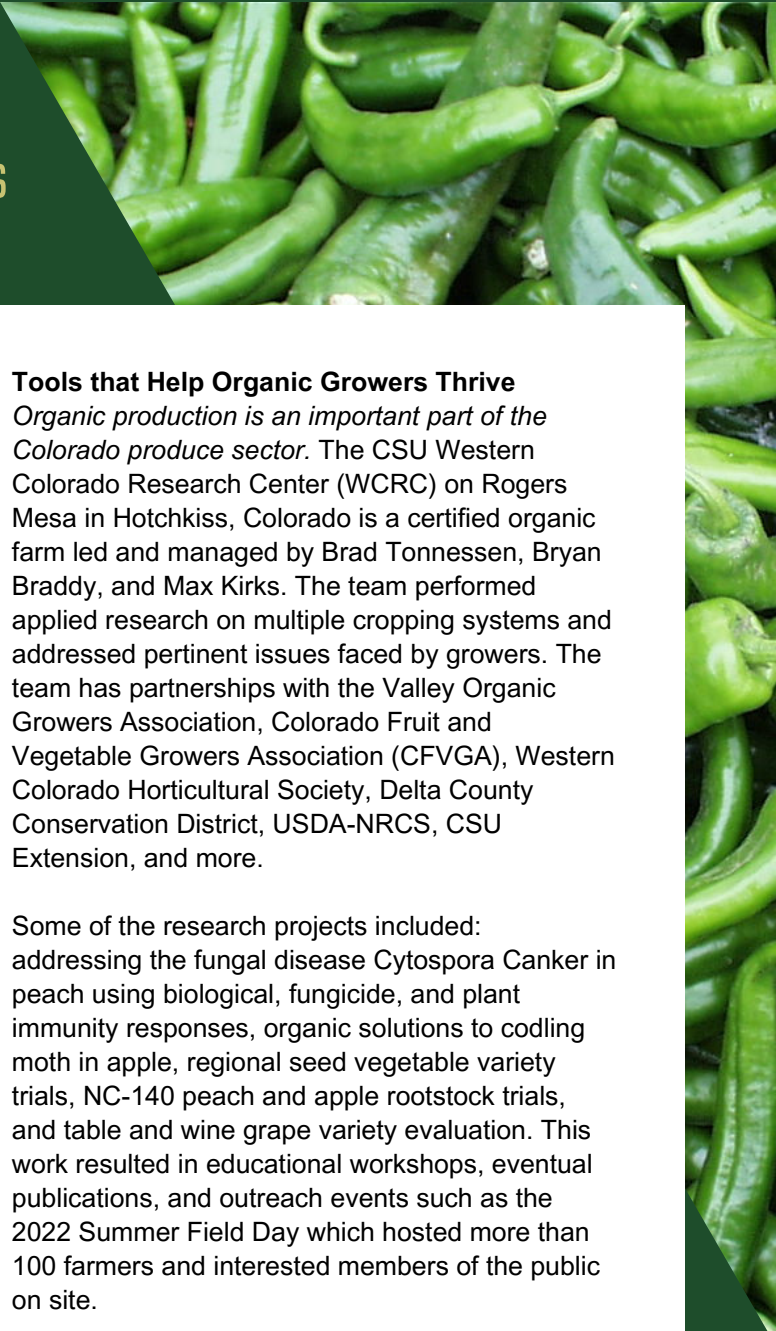 S
Tools that Help Organic Growers Thrive
Organic production is an important part of the
Colorado produce sector. The CSU Western
Colorado Research Center (WCRC) on Rogers
Mesa in Hotchkiss, Colorado is a certified organic
farm led and managed by Brad Tonnessen, Bryan
Braddy, and Max Kirks. The team performed
applied research on multiple cropping systems and
addressed pertinent issues faced by growers. The
team has partnerships with the Valley Organic
Growers Association, Colorado Fruit and
Vegetable Growers Association (CFVGA), Western
Colorado Horticultural Society, Delta County
Conservation District, USDA-NRCS, CSU
Extension, and more.
Some of the research projects included:
addressing the fungal disease Cytospora Canker in
peach using biological, fungicide, and plant
immunity responses, organic solutions to codling
moth in apple, regional seed vegetable variety
trials, NC-140 peach and apple rootstock trials,
and table and wine grape variety evaluation. This
work resulted in educational workshops, eventual
publications, and outreach events such as the
2022 Summer Field Day which hosted more than
100 farmers and interested members of the public
on site.